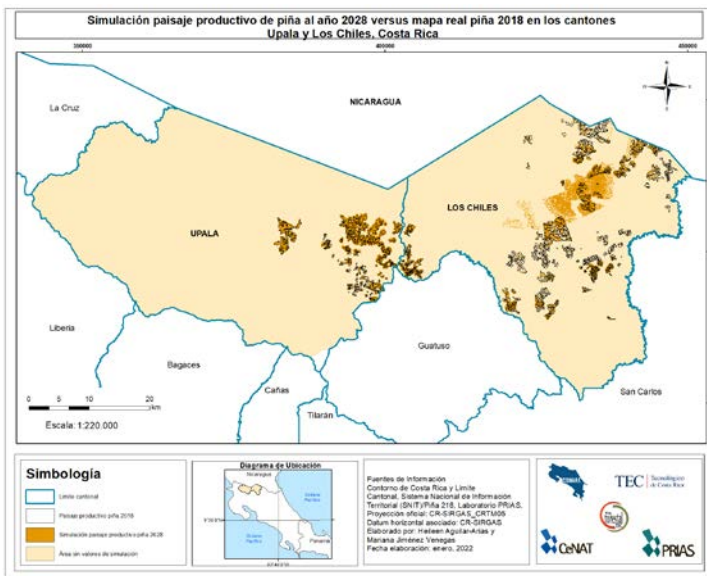 Simulación paisaje productivo de piña al año 2028 versus mapa real piña 2018 en los cantones
Upala y Los Chiles, Costa Rica
350000
400000
450000
La Cruz
NICARAGUA
LOS CHILES
UPALA
Liberia
Bagaces
Guatuso
Cañas
San Carlos
Tilarán
0 5 10 20
km
Escala: 1:220.000
Simbología
Límite cantonal
Paisaje productivo piña 2018
Simulación paisaje productivo piña 2028
Área sin valores de simulación
Diagrama de Ubicación
Nicaragua
Océano
Pacífico
Panamá
Fuentes de Información
Contorno de Costa Rica y Límite
Cantonal, Sistema Nacional de Información
Territorial (SNIT)/Piña 218, Laboratorio PRIAS.
Proyección oficial: CR-SIRGAS_CRTM05
Datum horizontal asociado: CR-SIRGAS
Elaborado por: Heileen Aguilar-Arias y
Mariana Jiménez Venegas
Fecha elaboración: enero, 2022
TEC Tecnológico
de Costa Rica
CeNAT
PRIAS